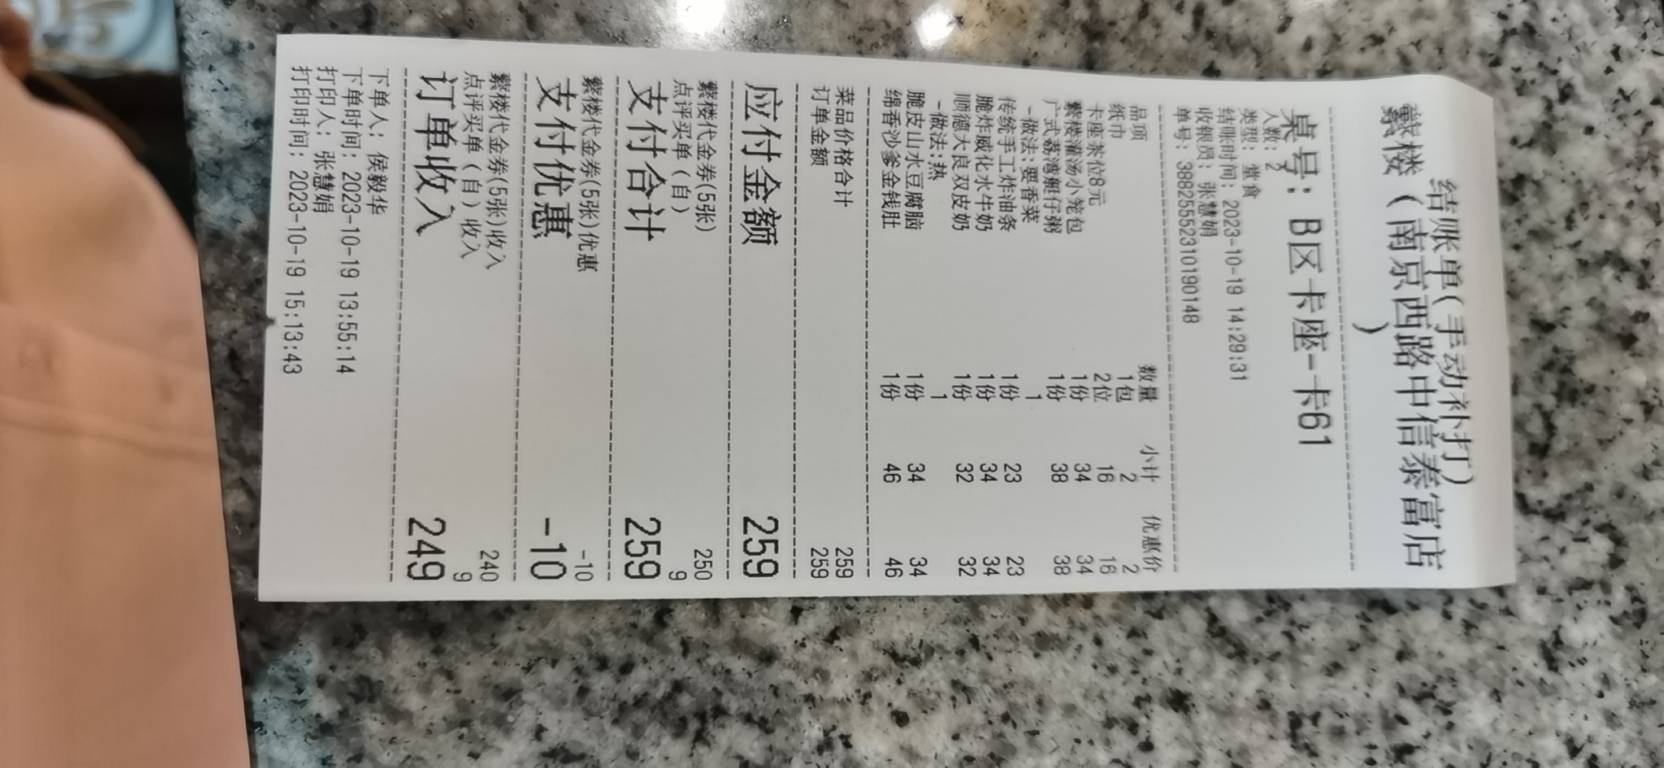 结账单(手动补打)
蘩楼(南京西路中信泰富店
)
桌号: B区卡座-卡61
人数: 2
类型: 堂食
结账时间: 2023-10-19 14:29:31
收银员: 张慧娟
单号: 38825552310190148
品项 数量 小计 优惠价
纸巾 1包 2 2
卡座茶位8元 2位 16 16
蘩楼灌汤小笼包 1份 34 34
广式荔湾艇仔粥 1份 38 38
-做法:要香菜 1
传统手工炸油条 1份 23 23
脆炸威化水牛奶 1份 34 34
顺德大良双皮奶 1份 32 32
-做法:热 1
脆皮山水豆腐脑 1份 34 34
绵香沙爹金钱肚 1份 46 46
菜品价格合计 259
订单金额 259
应付金额 259
蘩楼代金券(5张) 250
点评买单(自) 9
支付合计 259
蘩楼代金券(5张)优惠 -10
支付优惠 -10
蘩楼代金券(5张)收入 240
点评买单(自)收入 9
订单收入 249
下单人: 侯毅华
下单时间: 2023-10-19 13:55:14
打印人: 张慧娟
打印时间: 2023-10-19 15:13:43